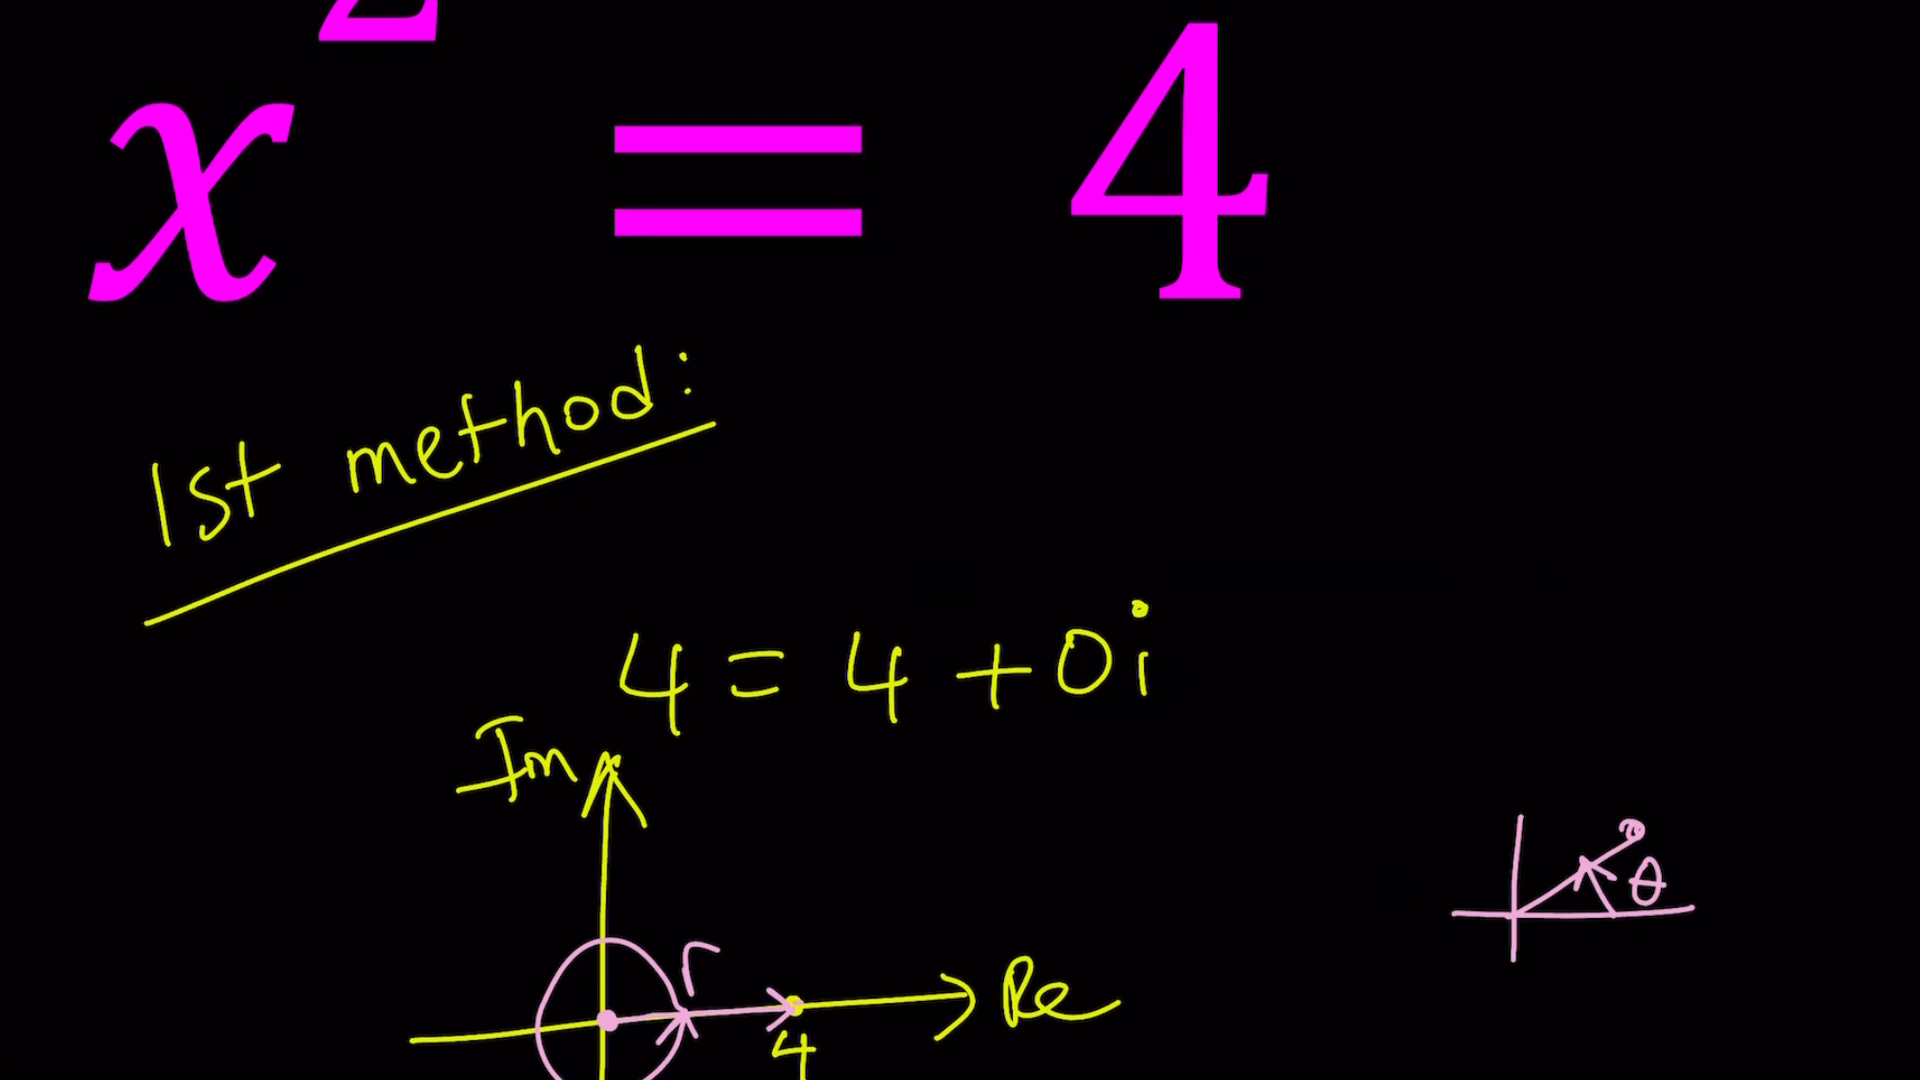 x² = 4
1st method:
4 = 4 + 0i
Im
θ
r
Re
4